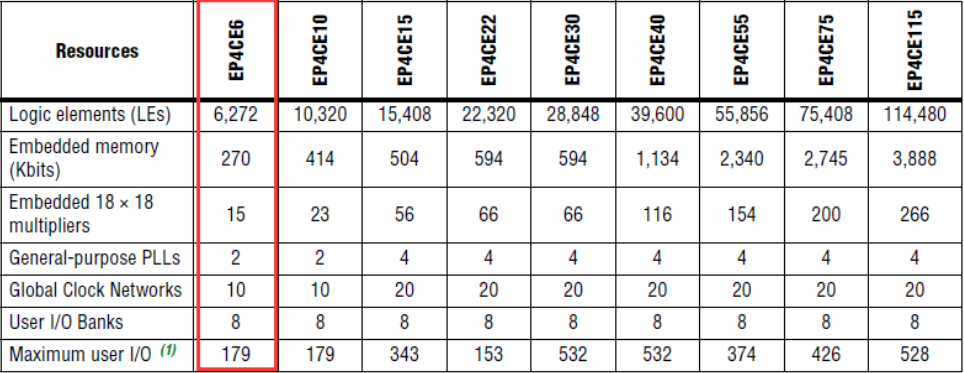 Resources EP4CE6 EP4CE10 EP4CE15 EP4CE22 EP4CE30 EP4CE40 EP4CE55 EP4CE75 EP4CE115
Logic elements (LEs) 6,272 10,320 15,408 22,320 28,848 39,600 55,856 75,408 114,480
Embedded memory
(Kbits) 270 414 504 594 594 1,134 2,340 2,745 3,888
Embedded 18 × 18
multipliers 15 23 56 66 66 116 154 200 266
General-purpose PLLs 2 2 4 4 4 4 4 4 4
Global Clock Networks 10 10 20 20 20 20 20 20 20
User I/O Banks 8 8 8 8 8 8 8 8 8
Maximum user I/O (1) 179 179 343 153 532 532 374 426 528